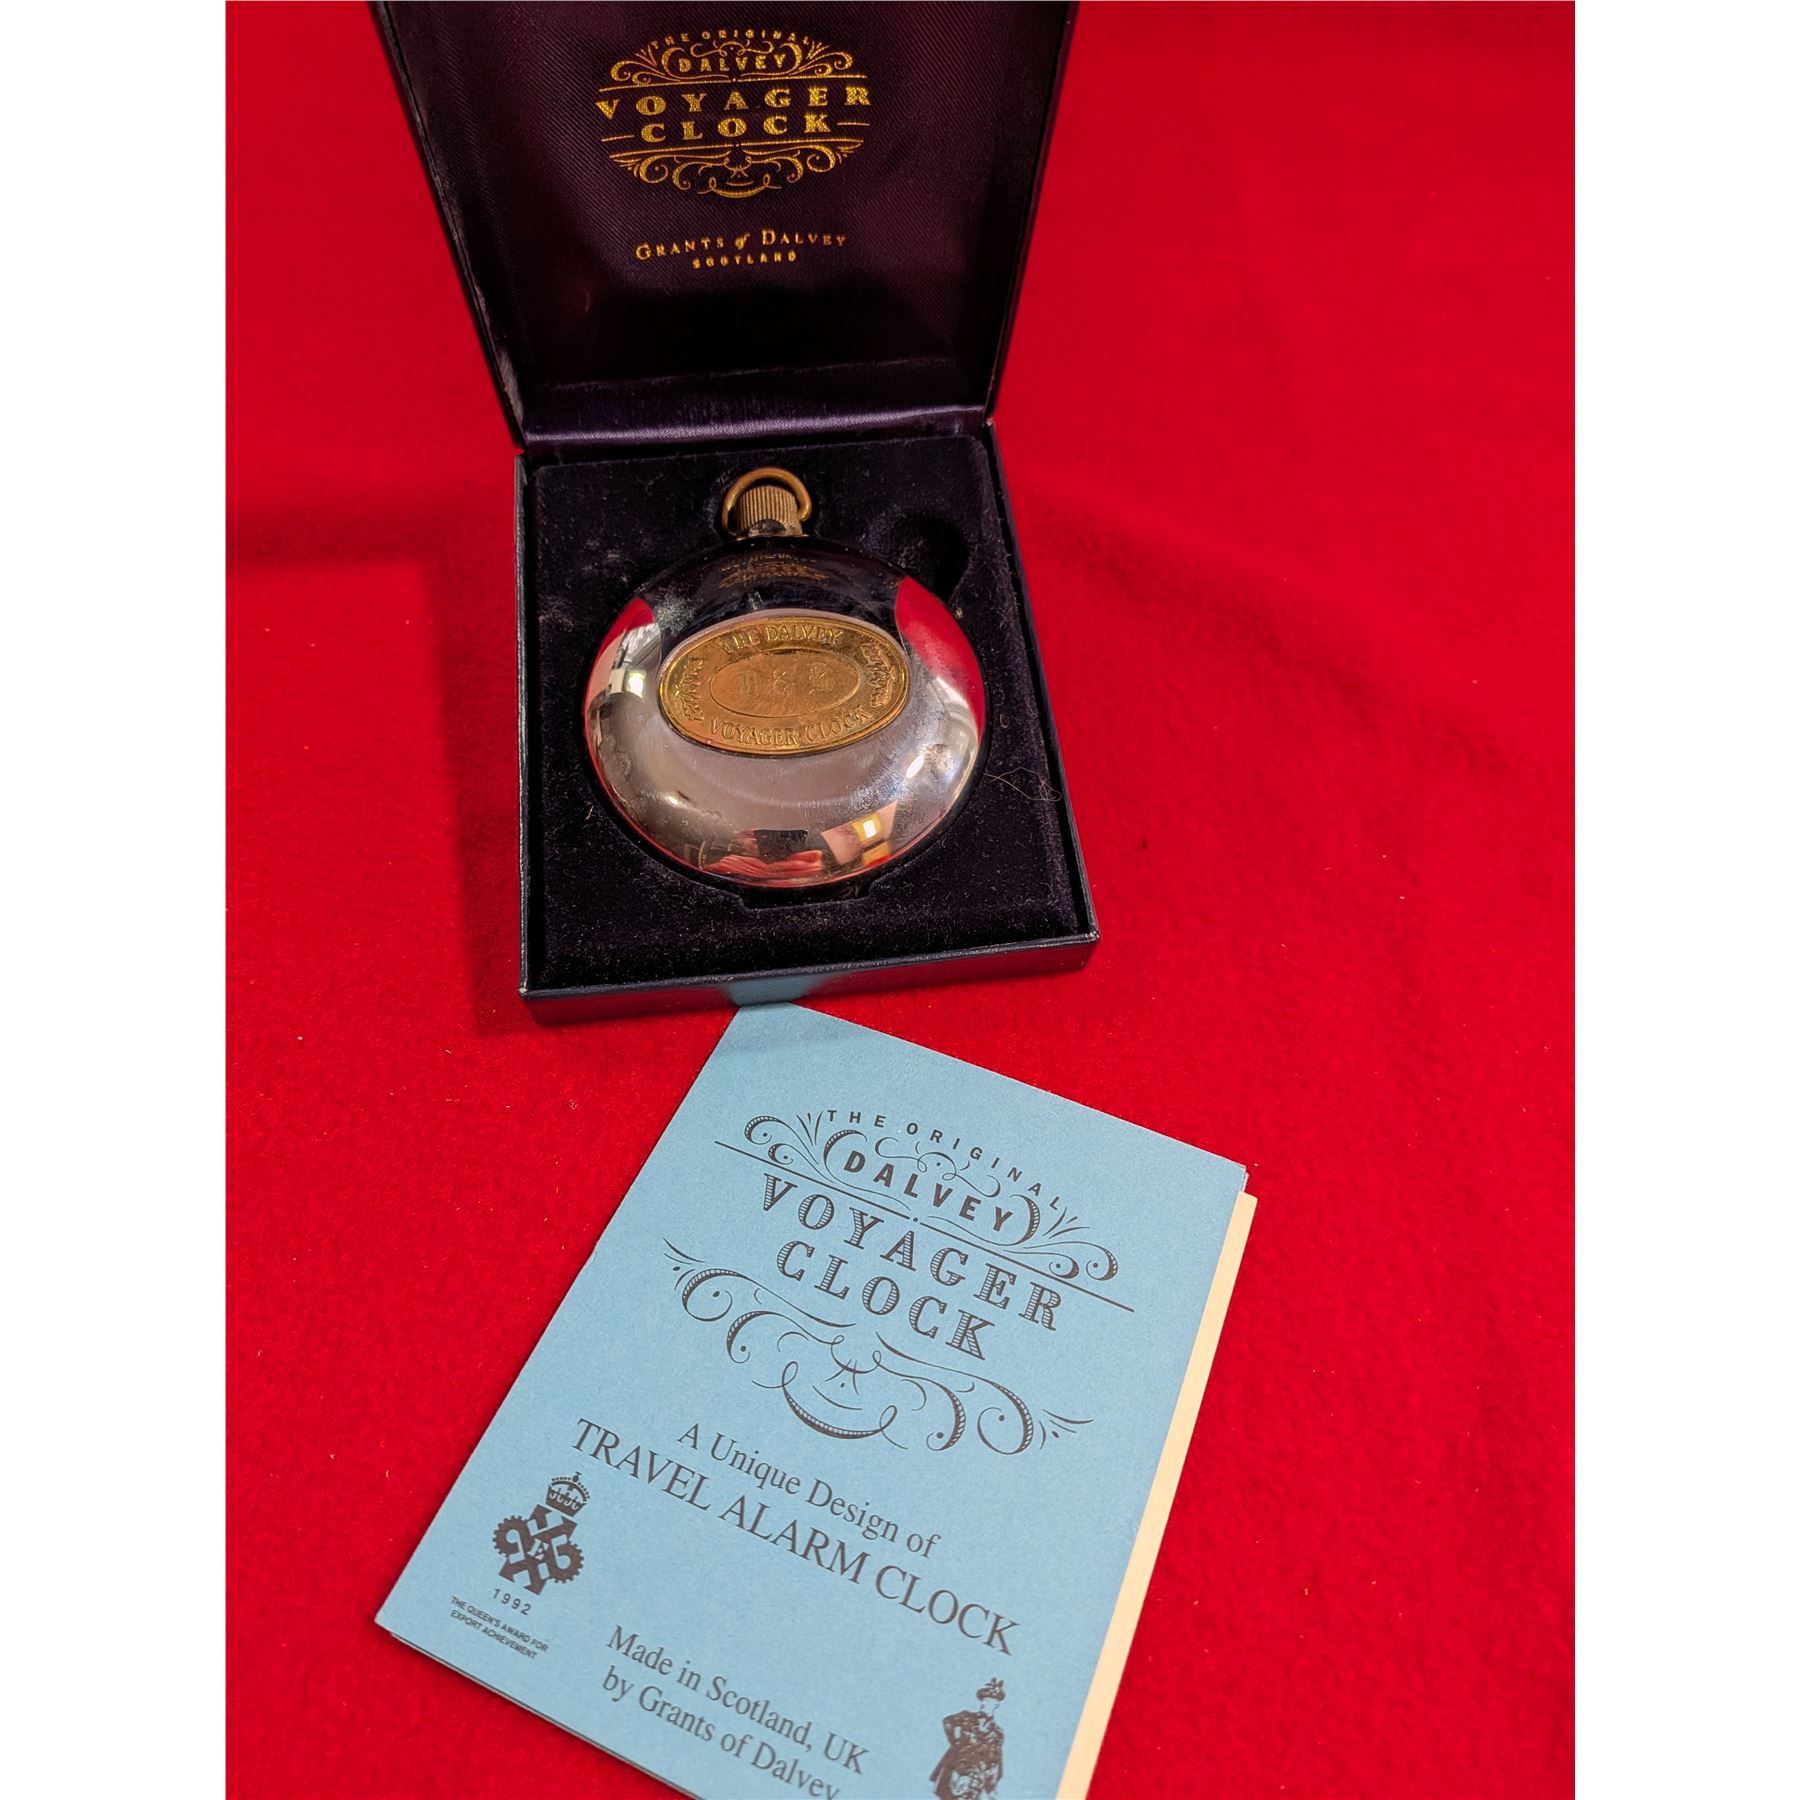 THE ORIGINAL
DALVEY
VOYAGER
CLOCK
GRANTS of DALVEY
SCOTLAND
THE DALVEY
VOYAGER CLOCK
THE ORIGINAL
DALVEY
VOYAGER
CLOCK
A Unique Design of
TRAVEL ALARM CLOCK
1992
THE QUEEN'S AWARD FOR
EXPORT ACHIEVEMENT
Made in Scotland, UK
by Grants of Dalvey